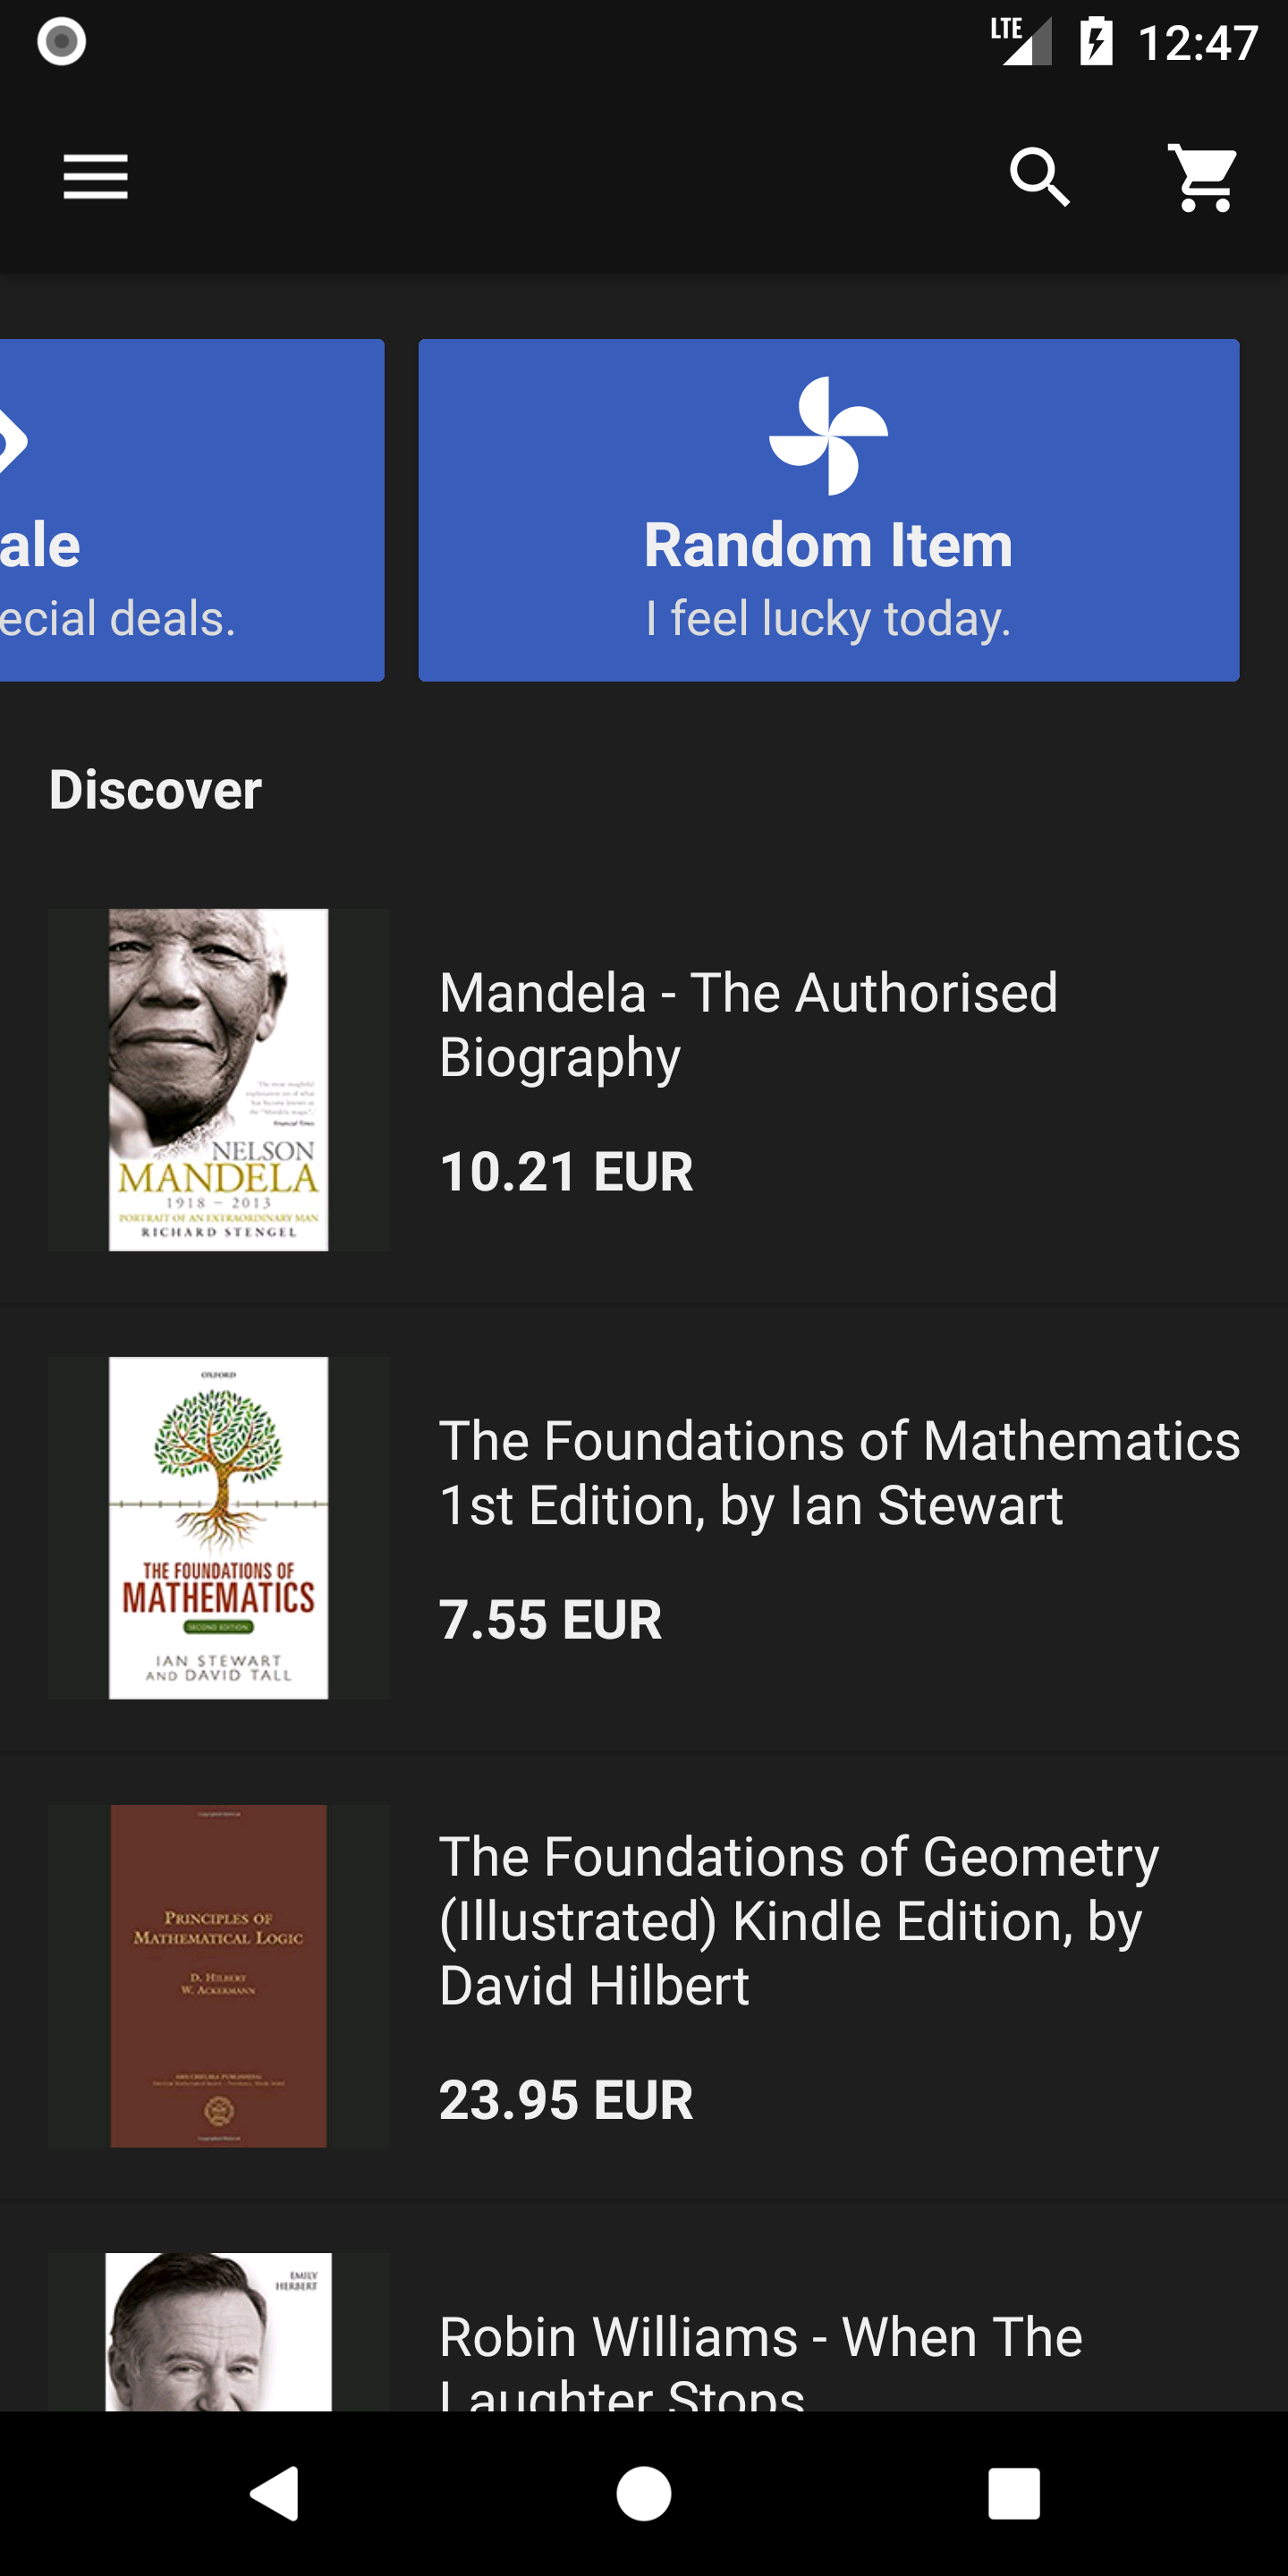 LTE 12:47
ale
ecial deals.
Random Item
I feel lucky today.
Discover
NELSON
MANDELA
1918 – 2013
PORTRAIT OF AN EXTRAORDINARY MAN
RICHARD STENGEL
Mandela - The Authorised
Biography
10.21 EUR
OXFORD
THE FOUNDATIONS OF
MATHEMATICS
SECOND EDITION
IAN STEWART
AND DAVID TALL
The Foundations of Mathematics
1st Edition, by Ian Stewart
7.55 EUR
PRINCIPLES OF
MATHEMATICAL LOGIC
D. HILBERT
W. ACKERMANN
The Foundations of Geometry
(Illustrated) Kindle Edition, by
David Hilbert
23.95 EUR
EMILY
HERBERT
Robin Williams - When The
Laughter Stops